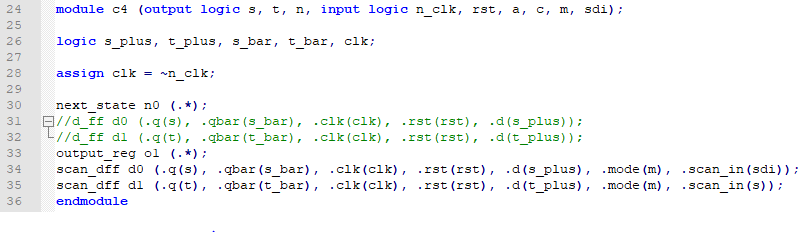 24 module c4 (output logic s, t, n, input logic n_clk, rst, a, c, m, sdi);
25
26 logic s_plus, t_plus, s_bar, t_bar, clk;
27
28 assign clk = ~n_clk;
29
30 next_state n0 (.*);
31 //d_ff d0 (.q(s), .qbar(s_bar), .clk(clk), .rst(rst), .d(s_plus));
32 //d_ff d1 (.q(t), .qbar(t_bar), .clk(clk), .rst(rst), .d(t_plus));
33 output_reg o1 (.*);
34 scan_dff d0 (.q(s), .qbar(s_bar), .clk(clk), .rst(rst), .d(s_plus), .mode(m), .scan_in(sdi));
35 scan_dff d1 (.q(t), .qbar(t_bar), .clk(clk), .rst(rst), .d(t_plus), .mode(m), .scan_in(s));
36 endmodule